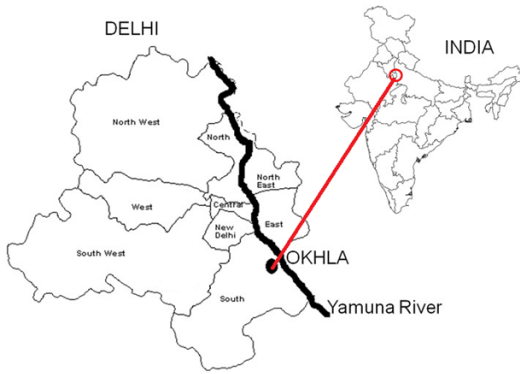 DELHI
INDIA
North West
North
North
East
West
Central
New
Delhi
East
South West
OKHLA
South
Yamuna River